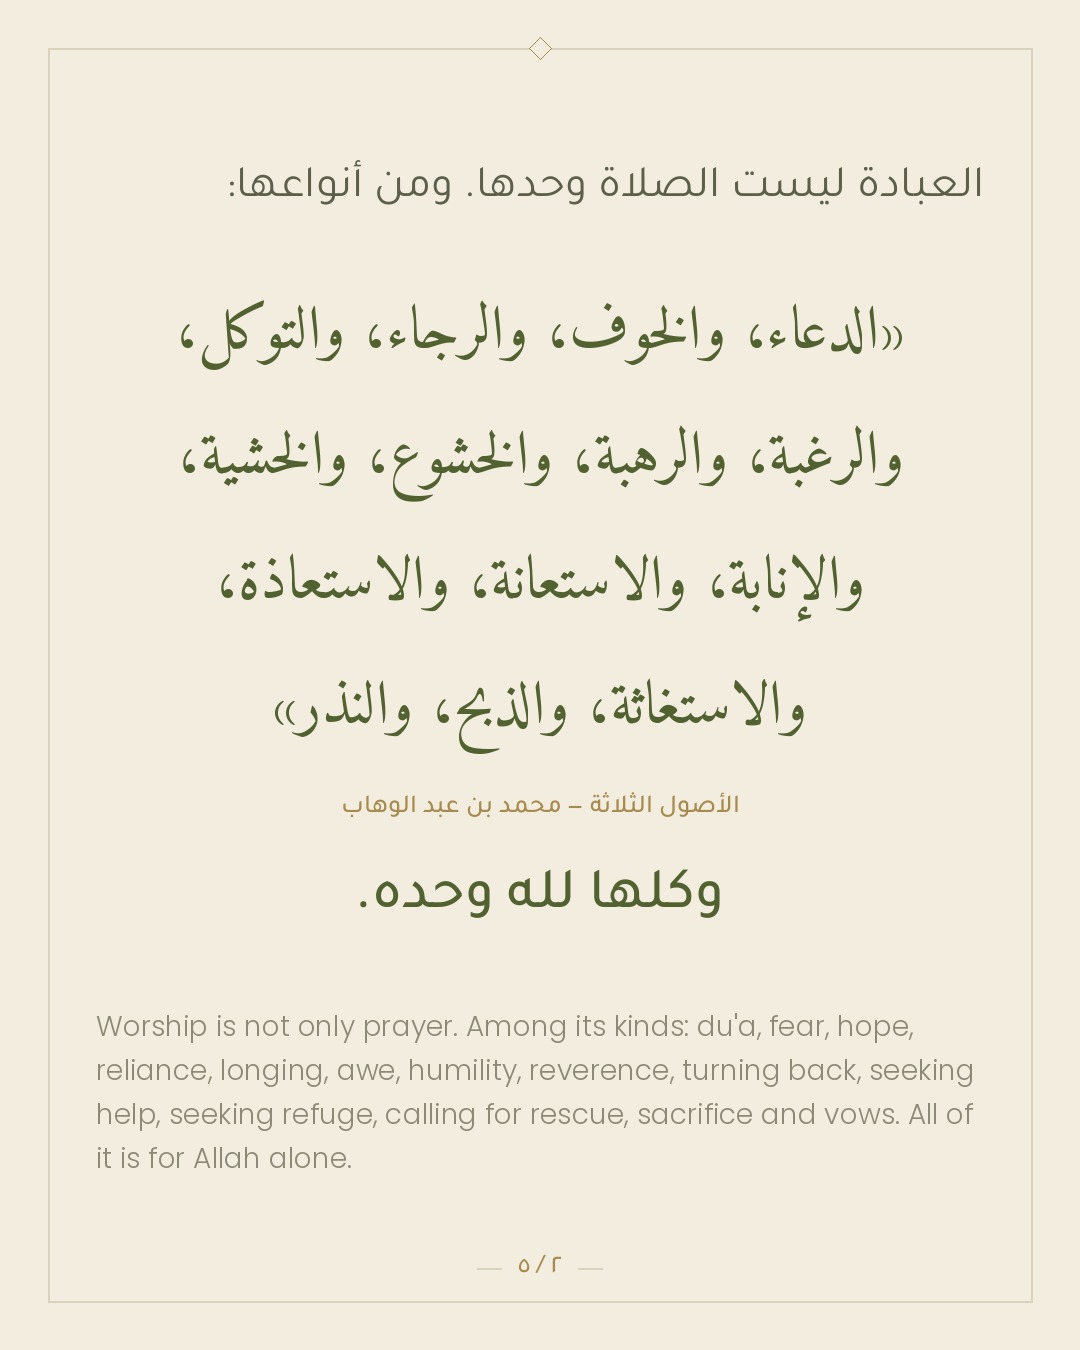 العبادة ليست الصلاة وحدها. ومن أنواعها:
«الدعاء، والخوف، والرجاء، والتوكل،
والرغبة، والرهبة، والخشوع، والخشية،
والإنابة، والاستعانة، والاستعاذة،
والاستغاثة، والذبح، والنذر»
الأصول الثلاثة – محمد بن عبد الوهاب
وكلها لله وحده.
Worship is not only prayer. Among its kinds: du'a, fear, hope,
reliance, longing, awe, humility, reverence, turning back, seeking
help, seeking refuge, calling for rescue, sacrifice and vows. All of
it is for Allah alone.
٥/٢